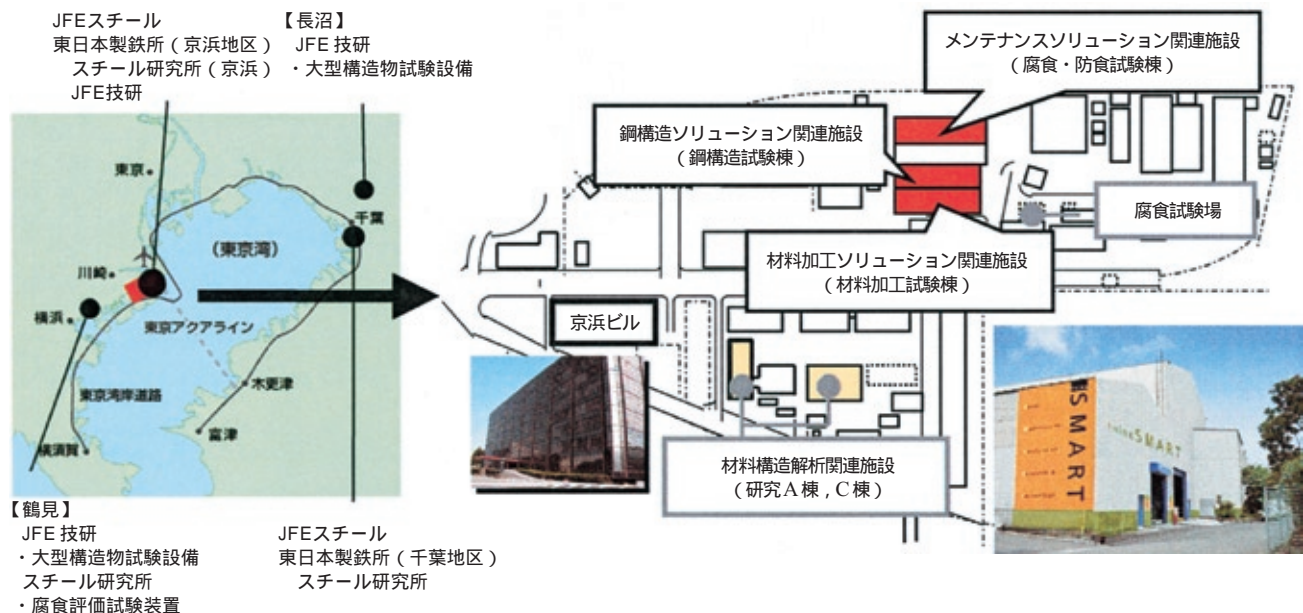 JFEスチール
東日本製鉄所（京浜地区）
スチール研究所（京浜）
JFE技研
【長沼】
JFE 技研
・大型構造物試験設備
東京
千葉
（東京湾）
川崎
横浜
東京アクアライン
木更津
東京湾岸道路
富津
横須賀
【鶴見】
JFE 技研
・大型構造物試験設備
スチール研究所
・腐食評価試験装置
JFEスチール
東日本製鉄所（千葉地区）
スチール研究所
メンテナンスソリューション関連施設
（腐食・防食試験棟）
鋼構造ソリューション関連施設
（鋼構造試験棟）
腐食試験場
材料加工ソリューション関連施設
（材料加工試験棟）
京浜ビル
材料構造解析関連施設
（研究A棟，C棟）
SMART
THINK SMART